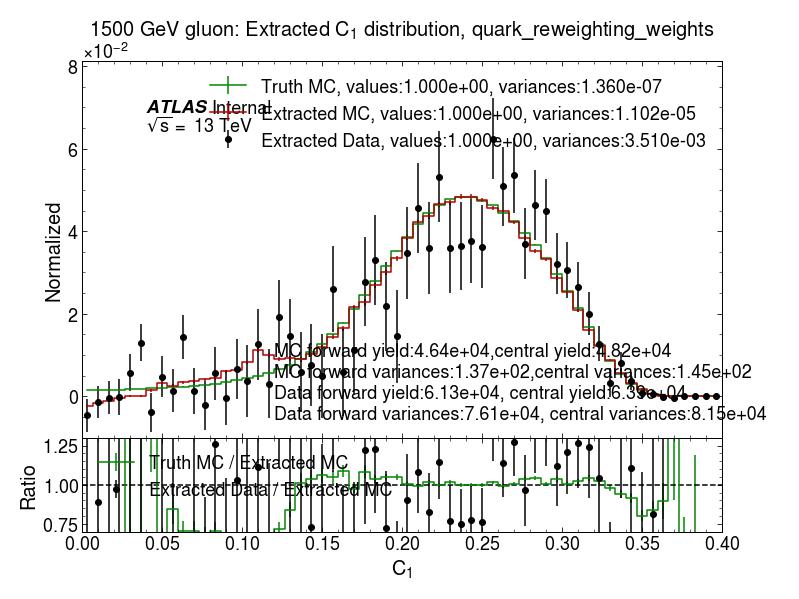 1500 GeV gluon: Extracted C₁ distribution, quark_reweighting_weights
×10⁻²
8
Truth MC, values:1.000e+00, variances:1.360e-07
ATLAS Internal
Extracted MC, values:1.000e+00, variances:1.102e-05
√s = 13 TeV
Extracted Data, values:1.000e+00, variances:3.510e-03
6
4
2
0
Normalized
MC forward yield:4.64e+04,central yield:4.82e+04
MC forward variances:1.37e+02,central variances:1.45e+02
Data forward yield:6.13e+04, central yield:6.39e+04
Data forward variances:7.61e+04, central variances:8.15e+04
1.25
Truth MC / Extracted MC
1.00
Extracted Data / Extracted MC
0.75
Ratio
0.00 0.05 0.10 0.15 0.20 0.25 0.30 0.35 0.40
C₁